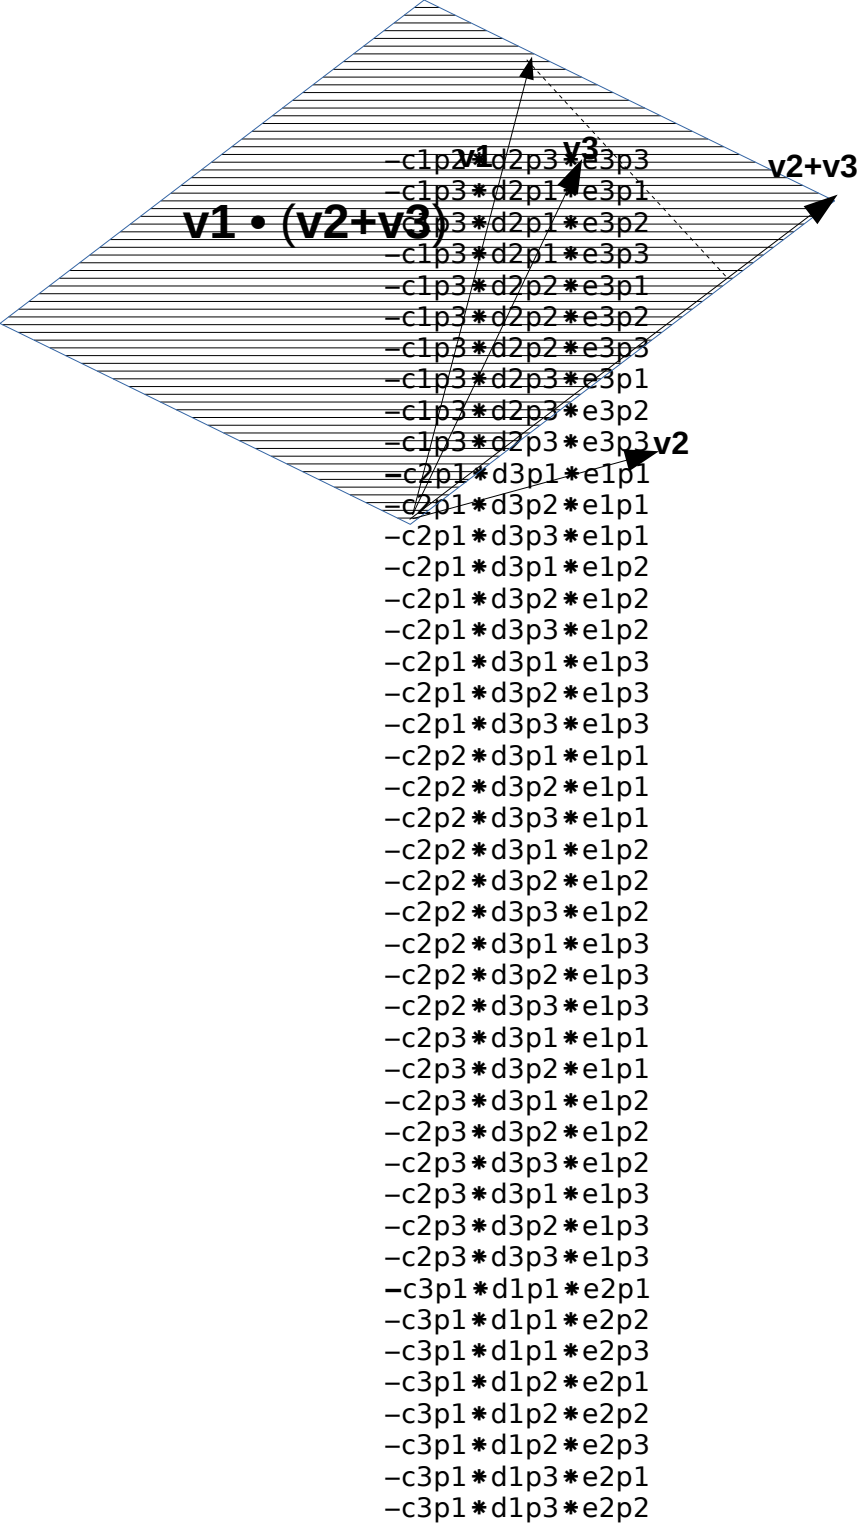 v1
v3
v2+v3
v1 • (v2+v3)
v2
−c1p2*d2p3*e3p3
−c1p3*d2p1*e3p1
−c1p3*d2p1*e3p2
−c1p3*d2p1*e3p3
−c1p3*d2p2*e3p1
−c1p3*d2p2*e3p2
−c1p3*d2p2*e3p3
−c1p3*d2p3*e3p1
−c1p3*d2p3*e3p2
−c1p3*d2p3*e3p3
−c2p1*d3p1*e1p1
−c2p1*d3p2*e1p1
−c2p1*d3p3*e1p1
−c2p1*d3p1*e1p2
−c2p1*d3p2*e1p2
−c2p1*d3p3*e1p2
−c2p1*d3p1*e1p3
−c2p1*d3p2*e1p3
−c2p1*d3p3*e1p3
−c2p2*d3p1*e1p1
−c2p2*d3p2*e1p1
−c2p2*d3p3*e1p1
−c2p2*d3p1*e1p2
−c2p2*d3p2*e1p2
−c2p2*d3p3*e1p2
−c2p2*d3p1*e1p3
−c2p2*d3p2*e1p3
−c2p2*d3p3*e1p3
−c2p3*d3p1*e1p1
−c2p3*d3p2*e1p1
−c2p3*d3p1*e1p2
−c2p3*d3p2*e1p2
−c2p3*d3p3*e1p2
−c2p3*d3p1*e1p3
−c2p3*d3p2*e1p3
−c2p3*d3p3*e1p3
−c3p1*d1p1*e2p1
−c3p1*d1p1*e2p2
−c3p1*d1p1*e2p3
−c3p1*d1p2*e2p1
−c3p1*d1p2*e2p2
−c3p1*d1p2*e2p3
−c3p1*d1p3*e2p1
−c3p1*d1p3*e2p2